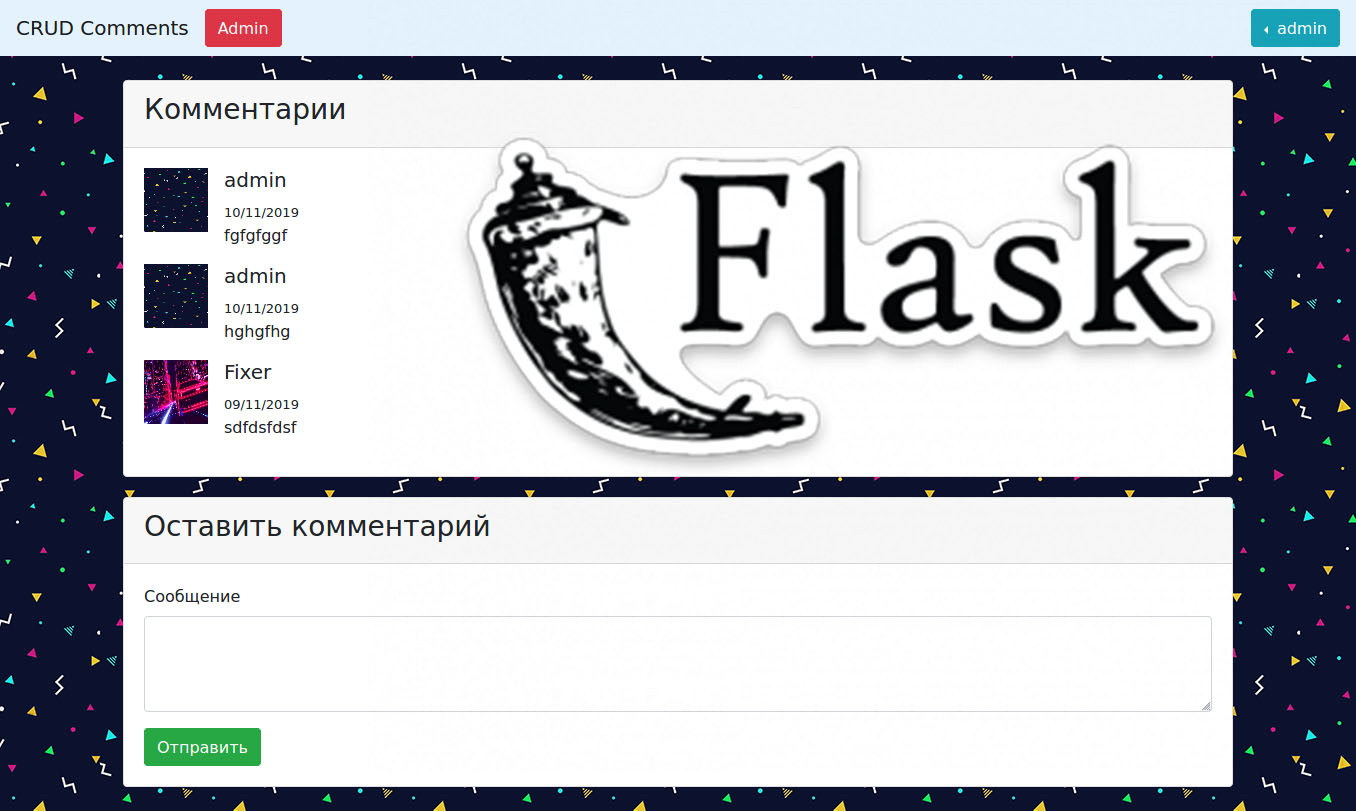 CRUD Comments Admin admin
Комментарии
Flask
admin
10/11/2019
fgfgfggf
admin
10/11/2019
hghgfhg
Fixer
09/11/2019
sdfdsfdsf
Оставить комментарий
Сообщение
Отправить